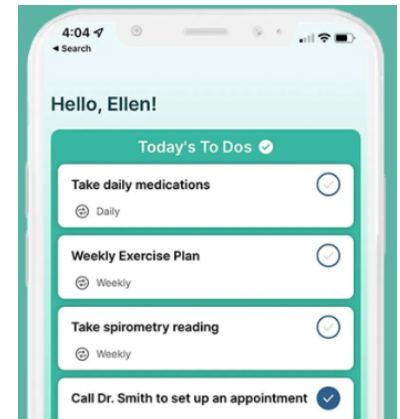 4:04
◄ Search
Hello, Ellen!
Today's To Dos
Take daily medications
Daily
Weekly Exercise Plan
Weekly
Take spirometry reading
Weekly
Call Dr. Smith to set up an appointment